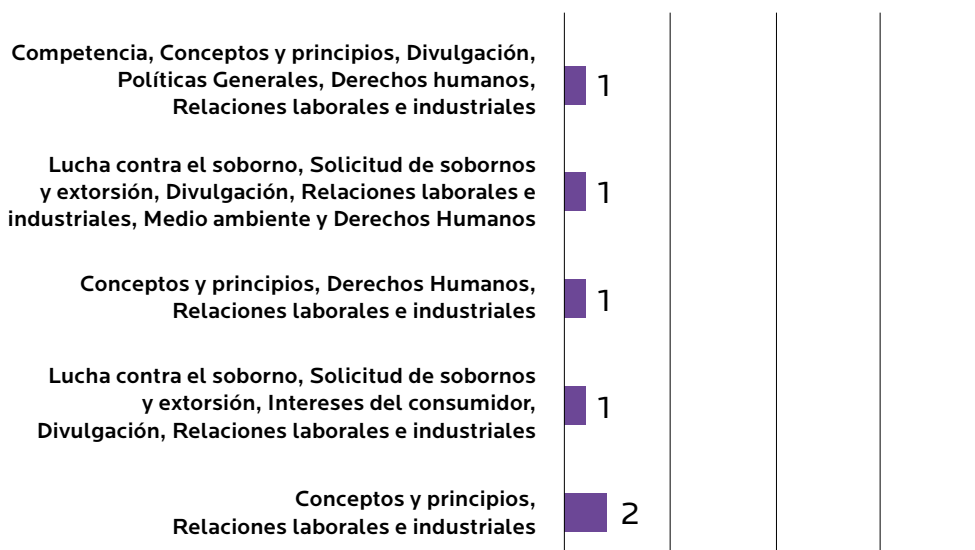 Competencia, Conceptos y principios, Divulgación,
Políticas Generales, Derechos humanos,
Relaciones laborales e industriales
1
Lucha contra el soborno, Solicitud de sobornos
y extorsión, Divulgación, Relaciones laborales e
industriales, Medio ambiente y Derechos Humanos
1
Conceptos y principios, Derechos Humanos,
Relaciones laborales e industriales
1
Lucha contra el soborno, Solicitud de sobornos
y extorsión, Intereses del consumidor,
Divulgación, Relaciones laborales e industriales
1
Conceptos y principios,
Relaciones laborales e industriales
2